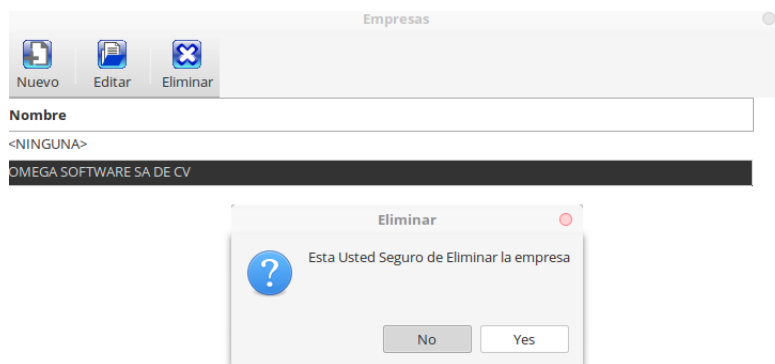 Empresas
Nuevo Editar Eliminar
Nombre
<NINGUNA>
OMEGA SOFTWARE SA DE CV
Eliminar
Esta Usted Seguro de Eliminar la empresa
No Yes